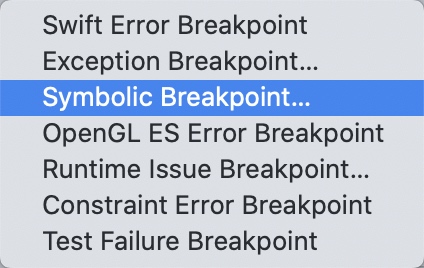 Swift Error Breakpoint
Exception Breakpoint...
Symbolic Breakpoint...
OpenGL ES Error Breakpoint
Runtime Issue Breakpoint...
Constraint Error Breakpoint
Test Failure Breakpoint